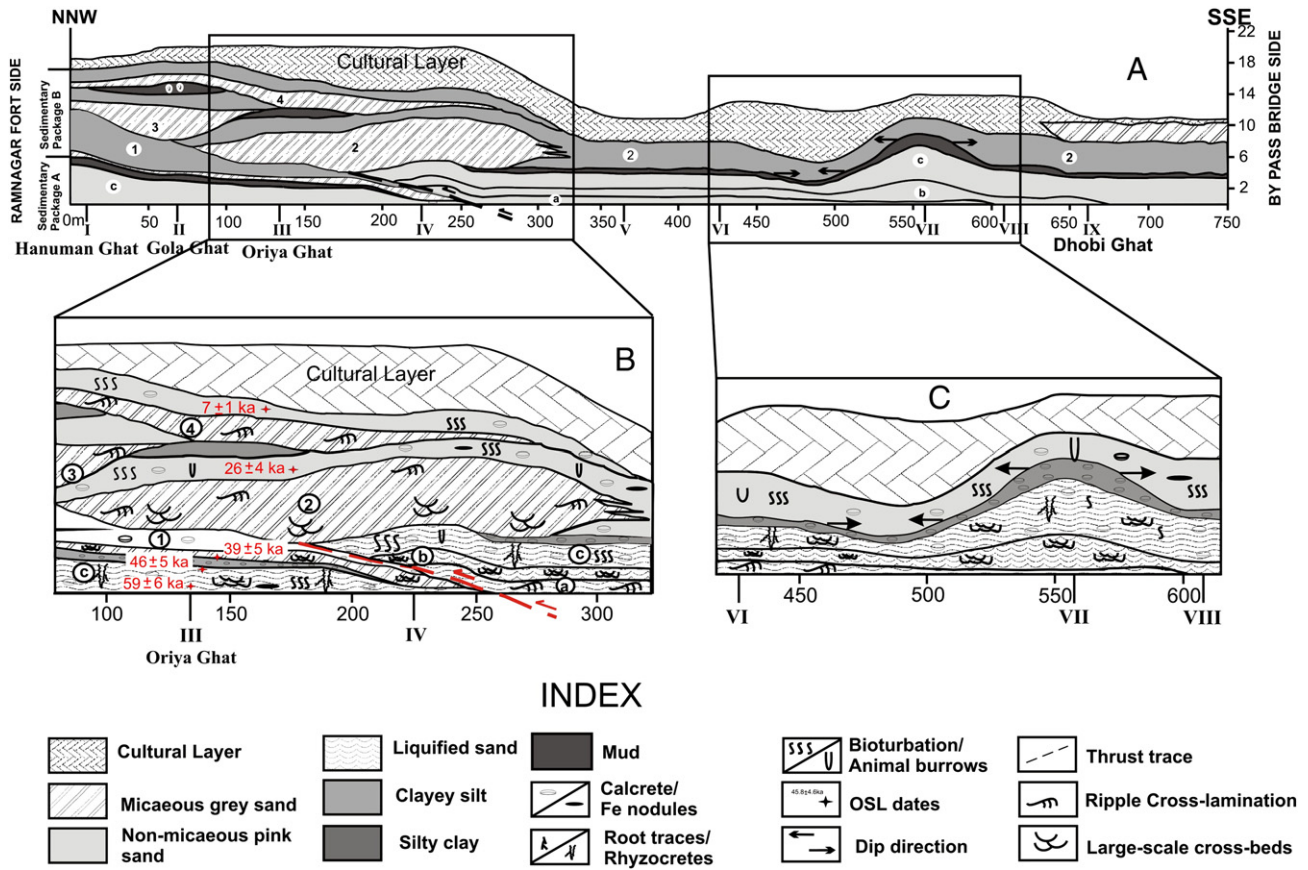 NNW
SSE
RAMNAGAR FORT SIDE
Sedimentary
Package B
Sedimentary
Package A
Cultural Layer
A
22
18
14
10
6
2
BY PASS BRIDGE SIDE
4
3
1
2
2
2
c
a
c
b
0m
50
100
150
200
250
300
350
400
450
500
550
600
650
700
750
I
II
III
IV
V
VI
VII
VIII
IX
Hanuman Ghat
Gola Ghat
Oriya Ghat
Dhobi Ghat
B
Cultural Layer
7±1 ka
4
3
26±4 ka
2
1
39±5 ka
b
c
46±5 ka
c
59±6 ka
a
100
150
200
250
300
III
IV
Oriya Ghat
C
450
500
550
600
VI
VII
VIII
INDEX
Cultural Layer
Micaeous grey sand
Non-micaeous pink
sand
Liquified sand
Clayey silt
Silty clay
Mud
Calcrete/
Fe nodules
Root traces/
Rhyzocretes
Bioturbation/
Animal burrows
45.8±4.6ka
OSL dates
Dip direction
Thrust trace
Ripple Cross-lamination
Large-scale cross-beds